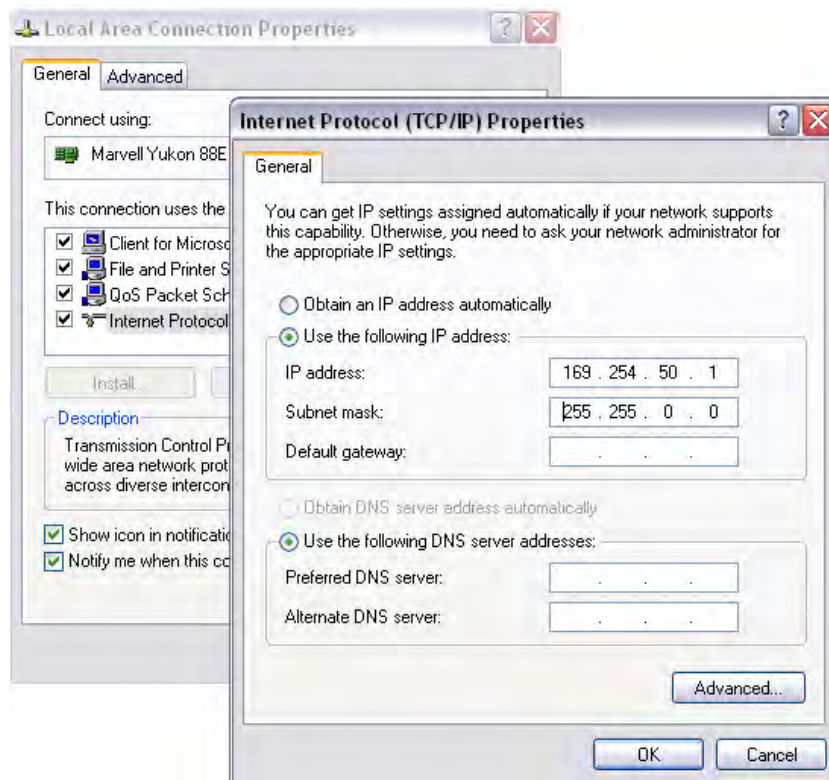 Local Area Connection Properties
General Advanced
Connect using:
Marvell Yukon 88E
This connection uses the
Client for Microso
File and Printer S
QoS Packet Sch
Internet Protocol
Install...
Description
Transmission Control Pr
wide area network prot
across diverse intercon
Show icon in notificatio
Notify me when this co
Internet Protocol (TCP/IP) Properties
General
You can get IP settings assigned automatically if your network supports
this capability. Otherwise, you need to ask your network administrator for
the appropriate IP settings.
Obtain an IP address automatically
Use the following IP address:
IP address: 169 . 254 . 50 . 1
Subnet mask: 255 . 255 . 0 . 0
Default gateway: . . .
Obtain DNS server address automatically
Use the following DNS server addresses:
Preferred DNS server: . . .
Alternate DNS server: . . .
Advanced...
OK Cancel